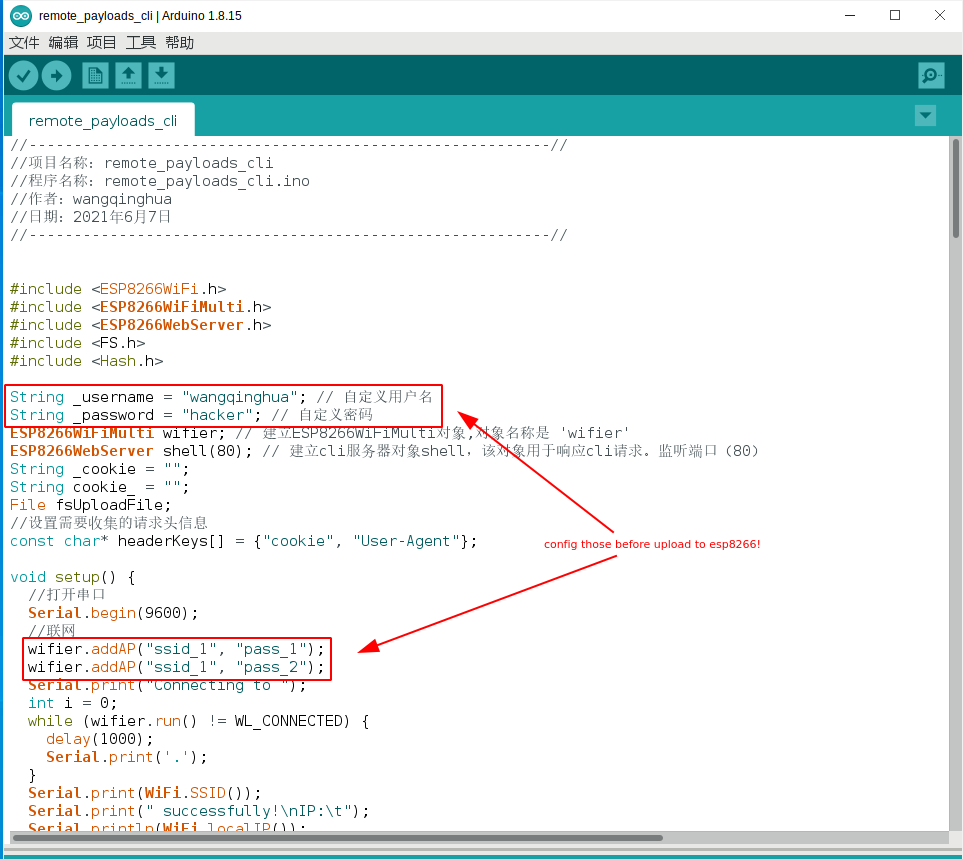 remote_payloads_cli | Arduino 1.8.15
文件 编辑 项目 工具 帮助
remote_payloads_cli
//----------------------------------------------------------//
//项目名称：remote_payloads_cli
//程序名称：remote_payloads_cli.ino
//作者：wangqinghua
//日期：2021年6月7日
//----------------------------------------------------------//
#include <ESP8266WiFi.h>
#include <ESP8266WiFiMulti.h>
#include <ESP8266WebServer.h>
#include <FS.h>
#include <Hash.h>
String _username = "wangqinghua"; // 自定义用户名
String _password = "hacker"; // 自定义密码
ESP8266WiFiMulti wifier; // 建立ESP8266WiFiMulti对象,对象名称是 'wifier'
ESP8266WebServer shell(80); // 建立cli服务器对象shell，该对象用于响应cli请求。监听端口（80）
String _cookie = "";
String cookie_ = "";
File fsUploadFile;
//设置需要收集的请求头信息
const char* headerKeys[] = {"cookie", "User-Agent"};
config those before upload to esp8266!
void setup() {
//打开串口
Serial.begin(9600);
//联网
wifier.addAP("ssid_1", "pass_1");
wifier.addAP("ssid_1", "pass_2");
Serial.print("Connecting to ");
int i = 0;
while (wifier.run() != WL_CONNECTED) {
delay(1000);
Serial.print('.');
}
Serial.print(WiFi.SSID());
Serial.print(" successfully!\nIP:\t");
Serial.println(WiFi.localIP());